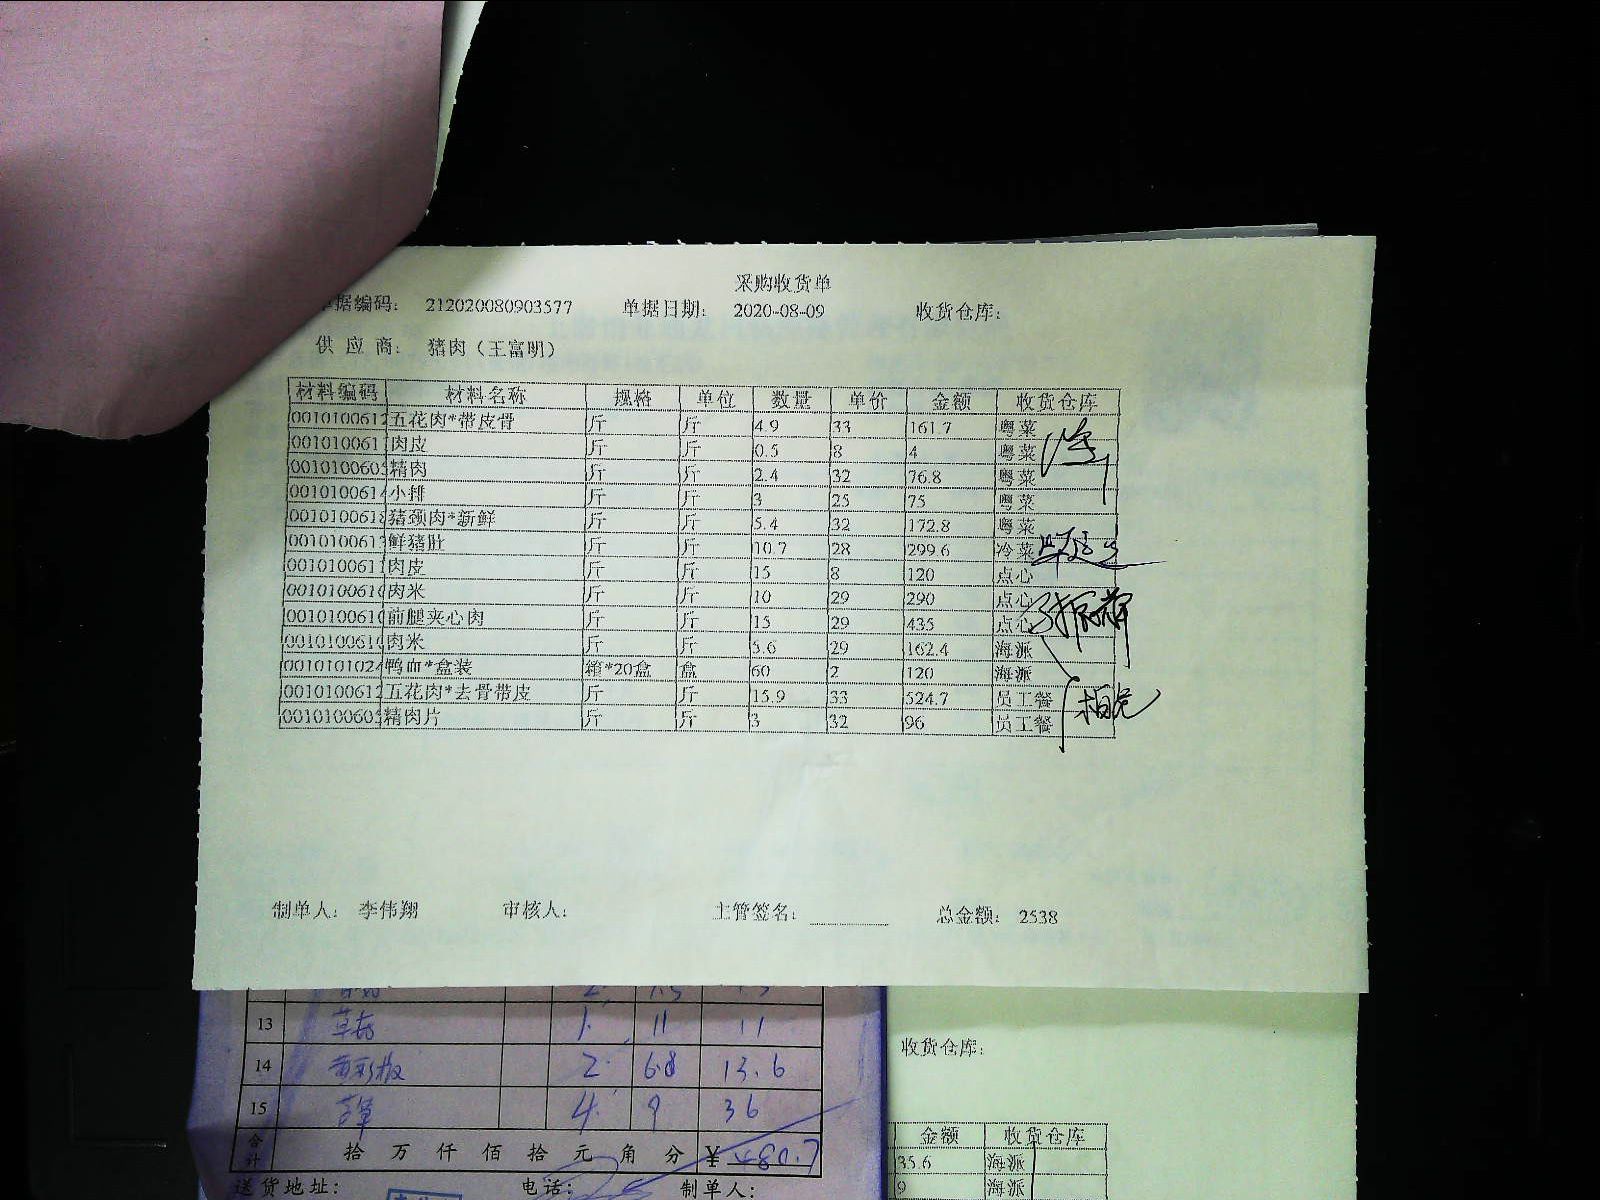 采购收货单
单据编码： 212020080903577 单据日期： 2020-08-09 收货仓库：
供应商： 猪肉（王富明）
材料编码 材料名称 规格 单位 数量 单价 金额 收货仓库
0010100612 五花肉*带皮骨 斤 斤 4.9 33 161.7 粤菜
001010061 肉皮 斤 斤 0.5 8 4 粤菜
001010060 精肉 斤 斤 2.4 32 76.8 粤菜
001010061 小排 斤 斤 3 25 75 粤菜
001010061 猪颈肉*新鲜 斤 斤 5.4 32 172.8 粤菜
001010061 鲜猪肚 斤 斤 10.7 28 299.6 冷菜
001010061 肉皮 斤 斤 15 8 120 点心
001010061 肉米 斤 斤 10 29 290 点心
001010061 前腿夹心肉 斤 斤 15 29 435 点心
001010061 肉米 斤 斤 5.6 29 162.4 海派
001010102 鸭血*盒装 箱*20盒 盒 60 2 120 海派
0010100612 五花肉*去骨带皮 斤 斤 15.9 33 524.7 员工餐
001010060 精肉片 斤 斤 3 32 96 员工餐
制单人： 李伟翔 审核人： 主管签名： 总金额： 2538
13 草菇 1 11 11
14 2 6.8 13.6
15 4 9 36
合计 拾 万 仟 佰 拾 元 角 分 ¥
送货地址： 电话： 制单人：
收货仓库：
金额 收货仓库
35.6 海派
9 海派